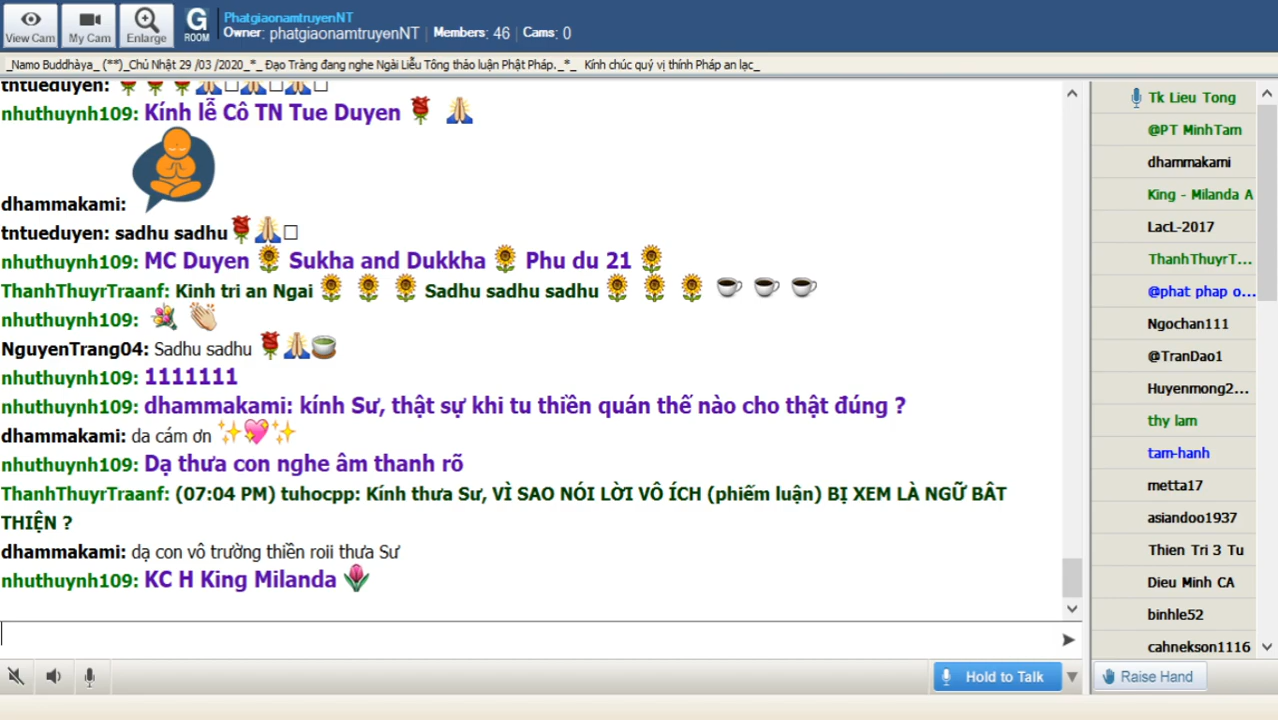 View Cam
My Cam
Enlarge
G
ROOM
PhatgiaonamtruyenNT
Owner: phatgiaonamtruyenNT | Members: 46 | Cams: 0
_Namo Buddhàya_ (**)_Chủ Nhật 29 /03 /2020_*_ Đạo Tràng đang nghe Ngài Liễu Tông thảo luận Phật Pháp._*_ Kính chúc quý vị thính Pháp an lạc_
tntueduyen:
nhuthuynh109: Kính lễ Cô TN Tue Duyen
dhammakami:
tntueduyen: sadhu sadhu
nhuthuynh109: MC Duyen Sukha and Dukkha Phu du 21
ThanhThuyrTraanf: Kinh tri an Ngai Sadhu sadhu sadhu
nhuthuynh109:
NguyenTrang04: Sadhu sadhu
nhuthuynh109: 1111111
nhuthuynh109: dhammakami: kính Sư, thật sự khi tu thiền quán thế nào cho thật đúng ?
dhammakami: da cám ơn
nhuthuynh109: Dạ thưa con nghe âm thanh rõ
ThanhThuyrTraanf: (07:04 PM) tuhocpp: Kính thưa Sư, VÌ SAO NÓI LỜI VÔ ÍCH (phiếm luận) BỊ XEM LÀ NGỮ BẤT
THIỆN ?
dhammakami: dạ con vô trường thiền roii thưa Sư
nhuthuynh109: KC H King Milanda
Tk Lieu Tong
@PT MinhTam
dhammakami
King - Milanda A
LacL-2017
ThanhThuyrT...
@phat phap o...
Ngochan111
@TranDao1
Huyenmong2...
thy lam
tam-hanh
metta17
asiandoo1937
Thien Tri 3 Tu
Dieu Minh CA
binhle52
cahnekson1116
Hold to Talk
Raise Hand